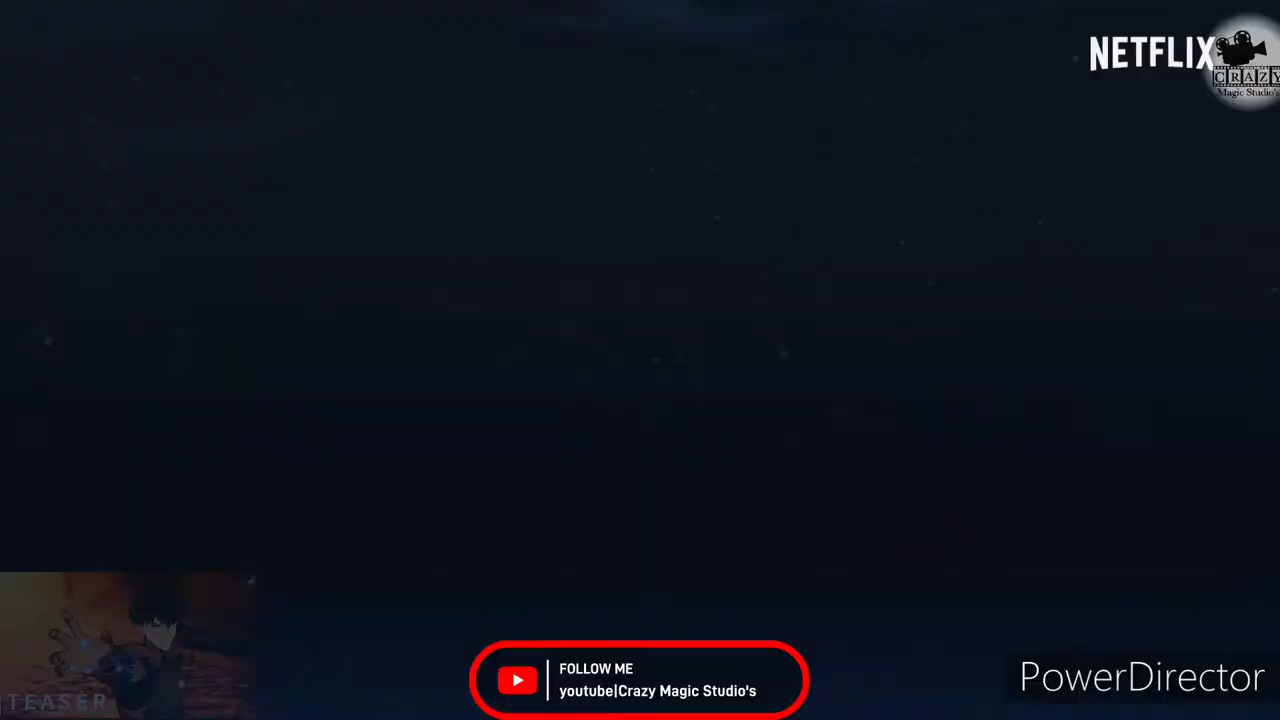 NETFLIX
CRAZY
Magic Studio's
TEASER
FOLLOW ME
youtube|Crazy Magic Studio's
PowerDirector